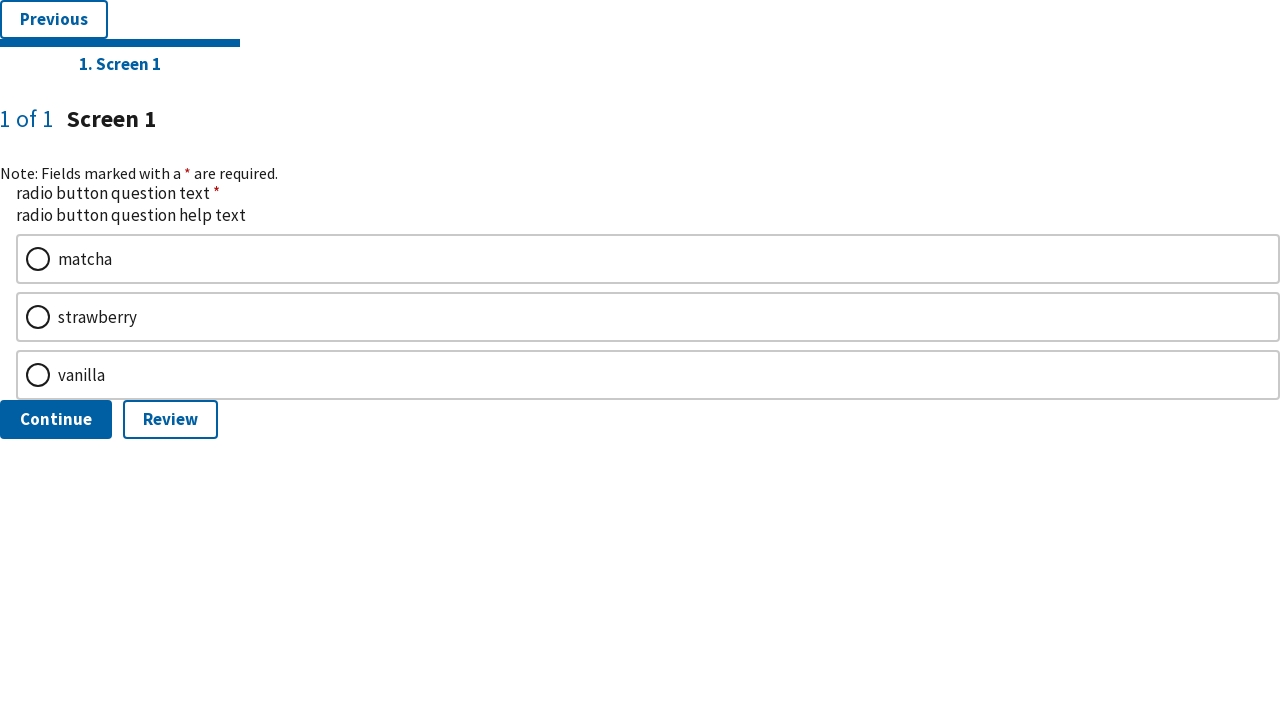 Previous
1. Screen 1
1 of 1 Screen 1
Note: Fields marked with a * are required.
radio button question text *
radio button question help text
matcha
strawberry
vanilla
Continue Review